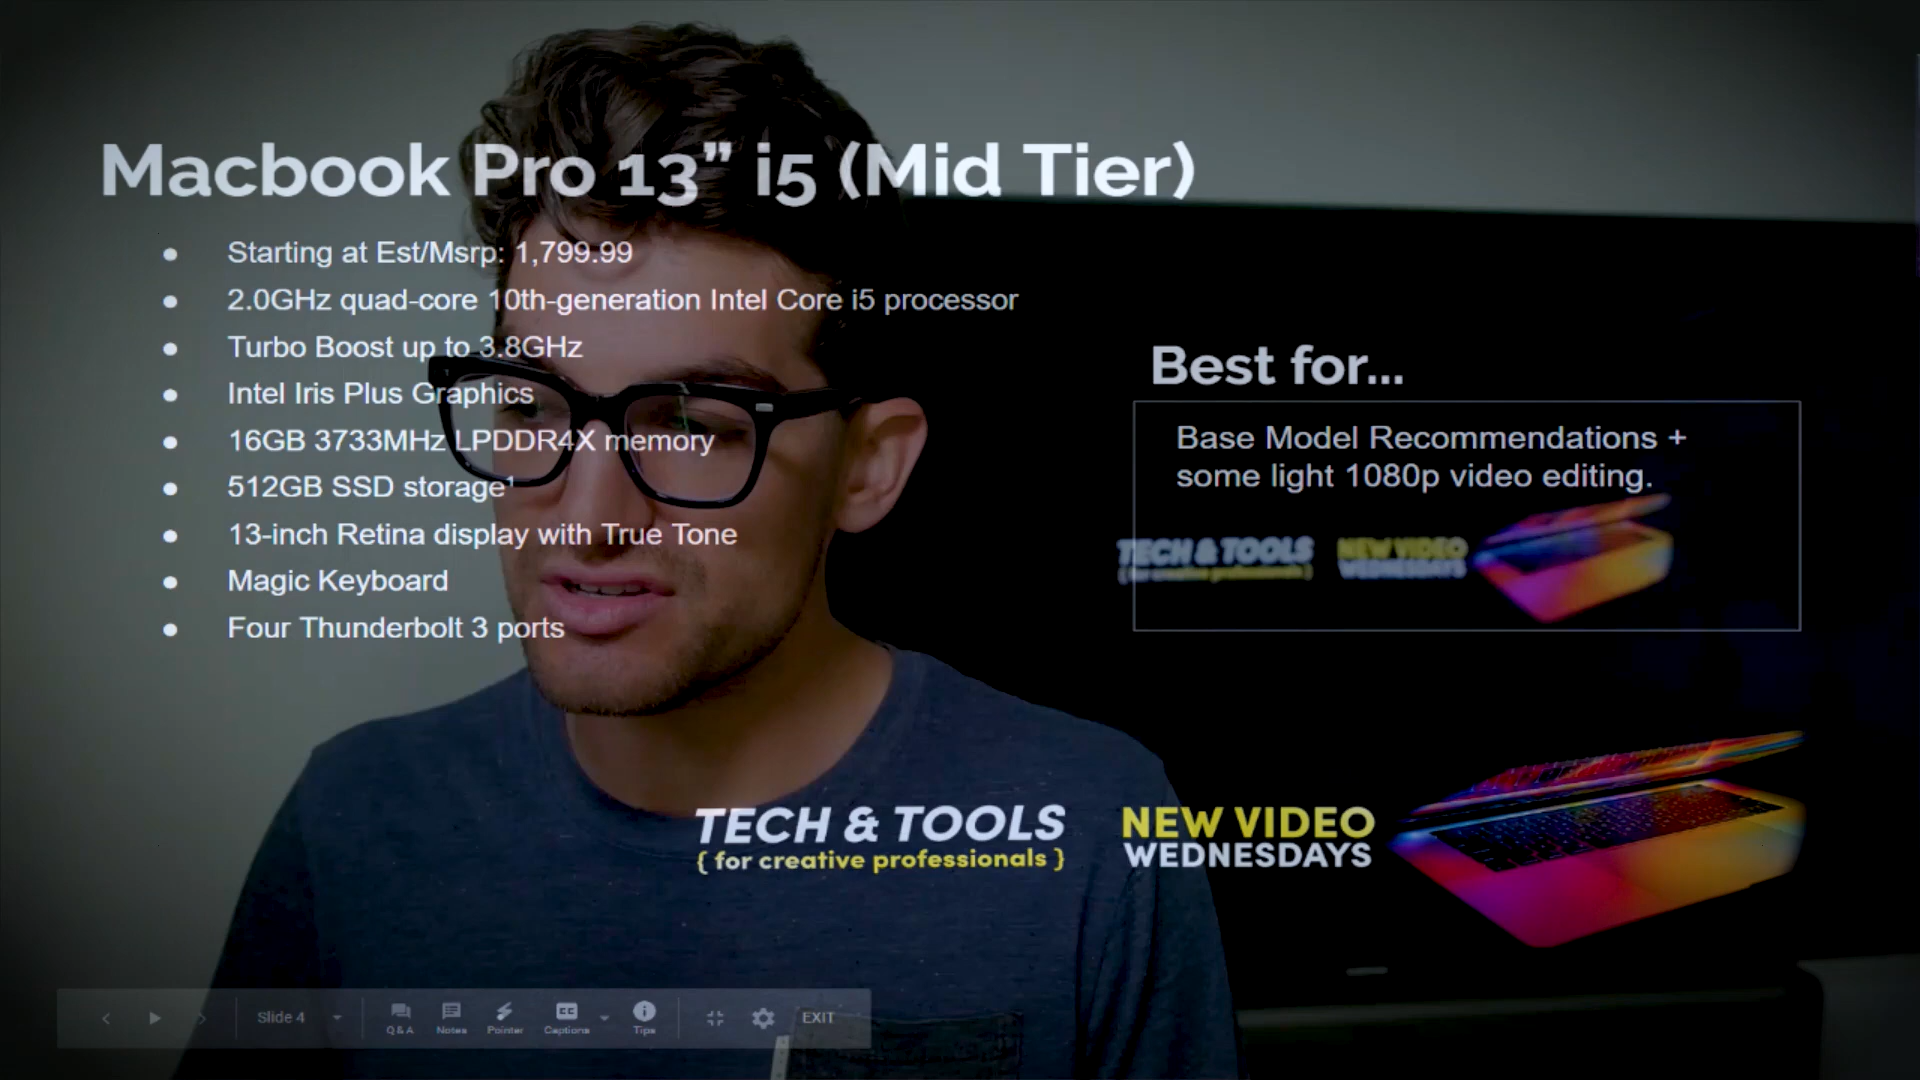 Macbook Pro 13” i5 (Mid Tier)
● Starting at Est/Msrp: 1,799.99
● 2.0GHz quad-core 10th-generation Intel Core i5 processor
● Turbo Boost up to 3.8GHz
● Intel Iris Plus Graphics
● 16GB 3733MHz LPDDR4X memory
● 512GB SSD storage¹
● 13-inch Retina display with True Tone
● Magic Keyboard
● Four Thunderbolt 3 ports
Best for...
Base Model Recommendations +
some light 1080p video editing.
TECH & TOOLS
{ for creative professionals }
NEW VIDEO
WEDNESDAYS
TECH & TOOLS
{ for creative professionals }
NEW VIDEO
WEDNESDAYS
Slide 4
Q & A
Notes
Pointer
CC
Captions
Tips
EXIT